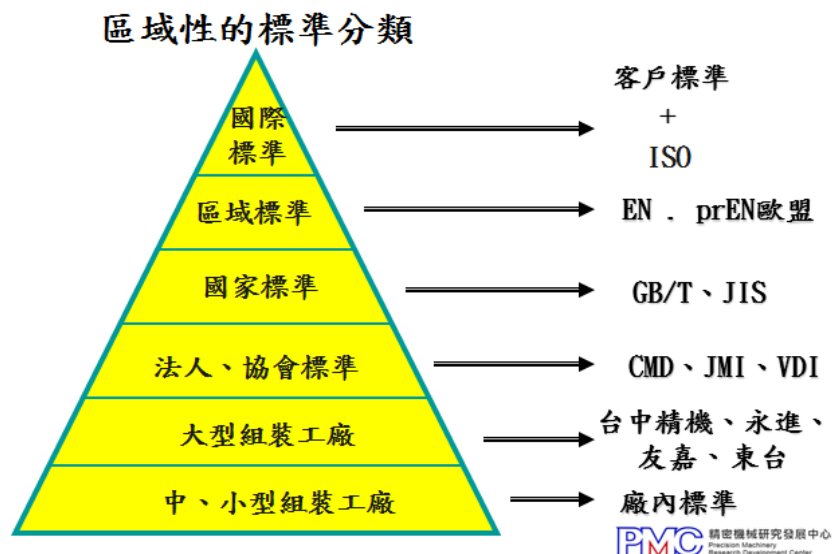 區域性的標準分類
國際
標準
客戶標準
+
ISO
區域標準
EN . prEN歐盟
國家標準
GB/T、JIS
法人、協會標準
CMD、JMI、VDI
大型組裝工廠
台中精機、永進、
友嘉、東台
中、小型組裝工廠
廠內標準
PMC 精密機械研究發展中心
Precision Machinery
Research Development Center